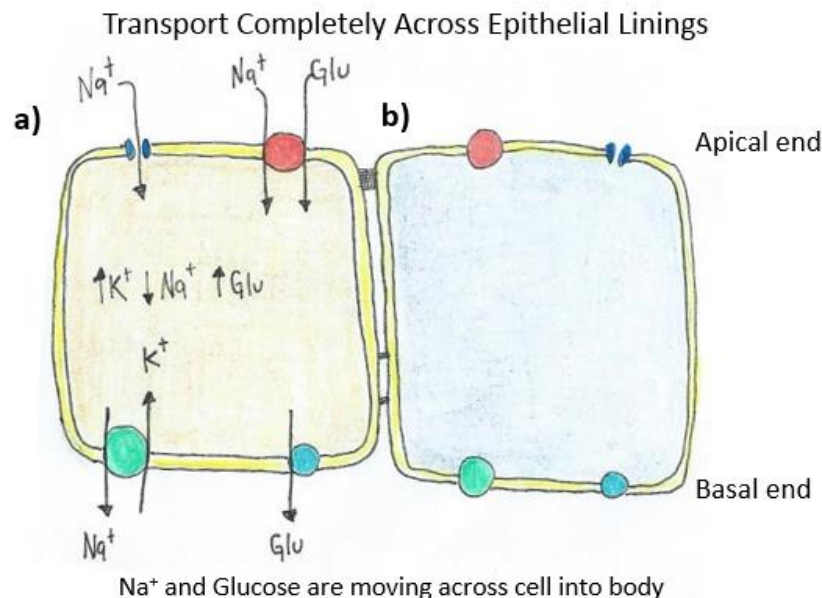 Transport Completely Across Epithelial Linings
Na⁺ Na⁺ Glu
a) b)
Apical end
↑K⁺ ↓Na⁺ ↑Glu
K⁺
Basal end
Na⁺ Glu
Na⁺ and Glucose are moving across cell into body